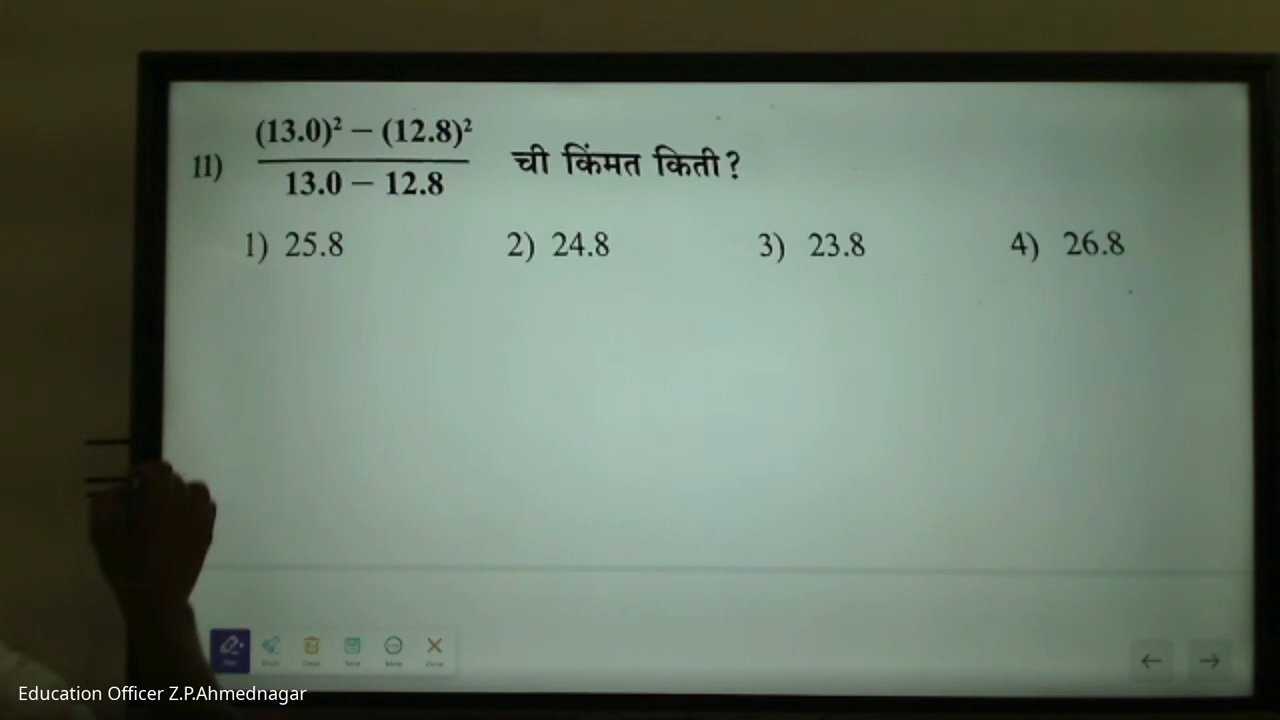 11) (13.0)² − (12.8)² / 13.0 − 12.8 ची किंमत किती?
1) 25.8 2) 24.8 3) 23.8 4) 26.8
Education Officer Z.P.Ahmednagar